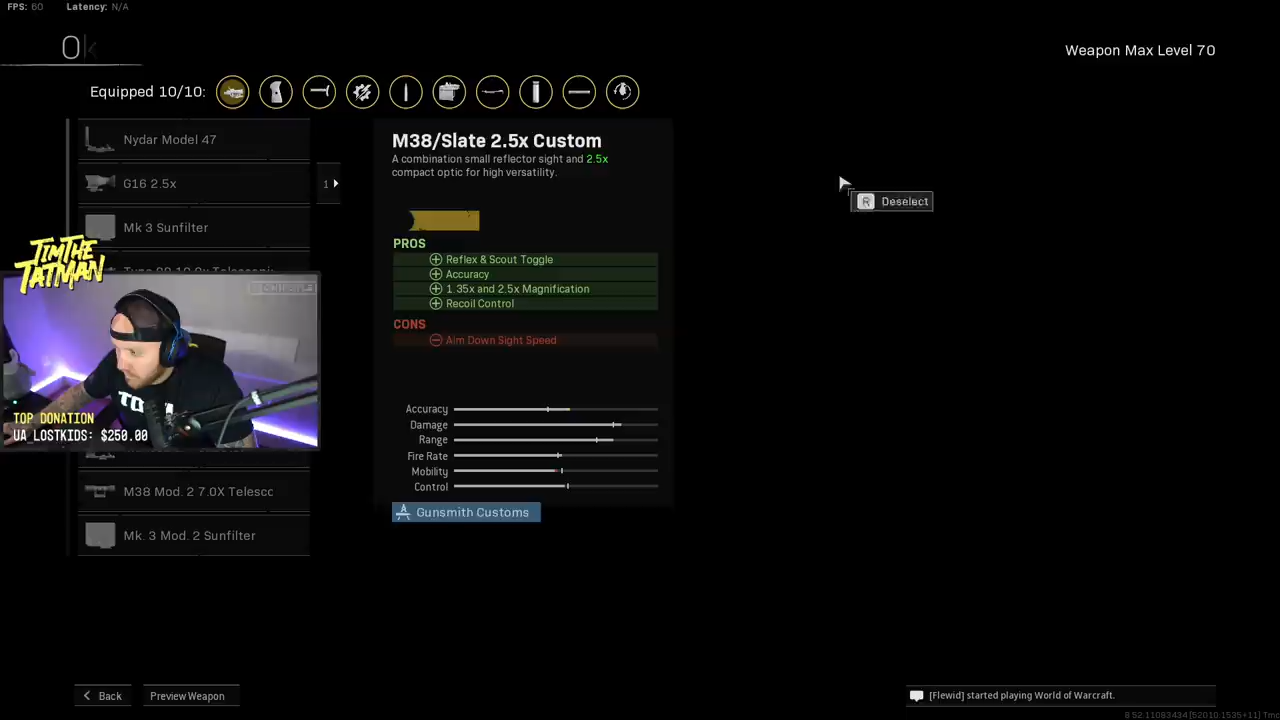 FPS: 60 Latency: N/A
Ok
Weapon Max Level 70
Equipped 10/10:
Nydar Model 47
G16 2.5x
1
Mk 3 Sunfilter
M38/Slate 2.5x Custom
A combination small reflector sight and 2.5x
compact optic for high versatility.
PROS
Reflex & Scout Toggle
Accuracy
1.35x and 2.5x Magnification
Recoil Control
CONS
Aim Down Sight Speed
R Deselect
TIMTHE
TATMAN
TOP DONATION
UA_LOSTKIDS: $250.00
Accuracy
Damage
Range
Fire Rate
Mobility
Control
Gunsmith Customs
M38 Mod. 2 7.0X Telesco
Mk. 3 Mod. 2 Sunfilter
Back
Preview Weapon
[Flewid] started playing World of Warcraft.